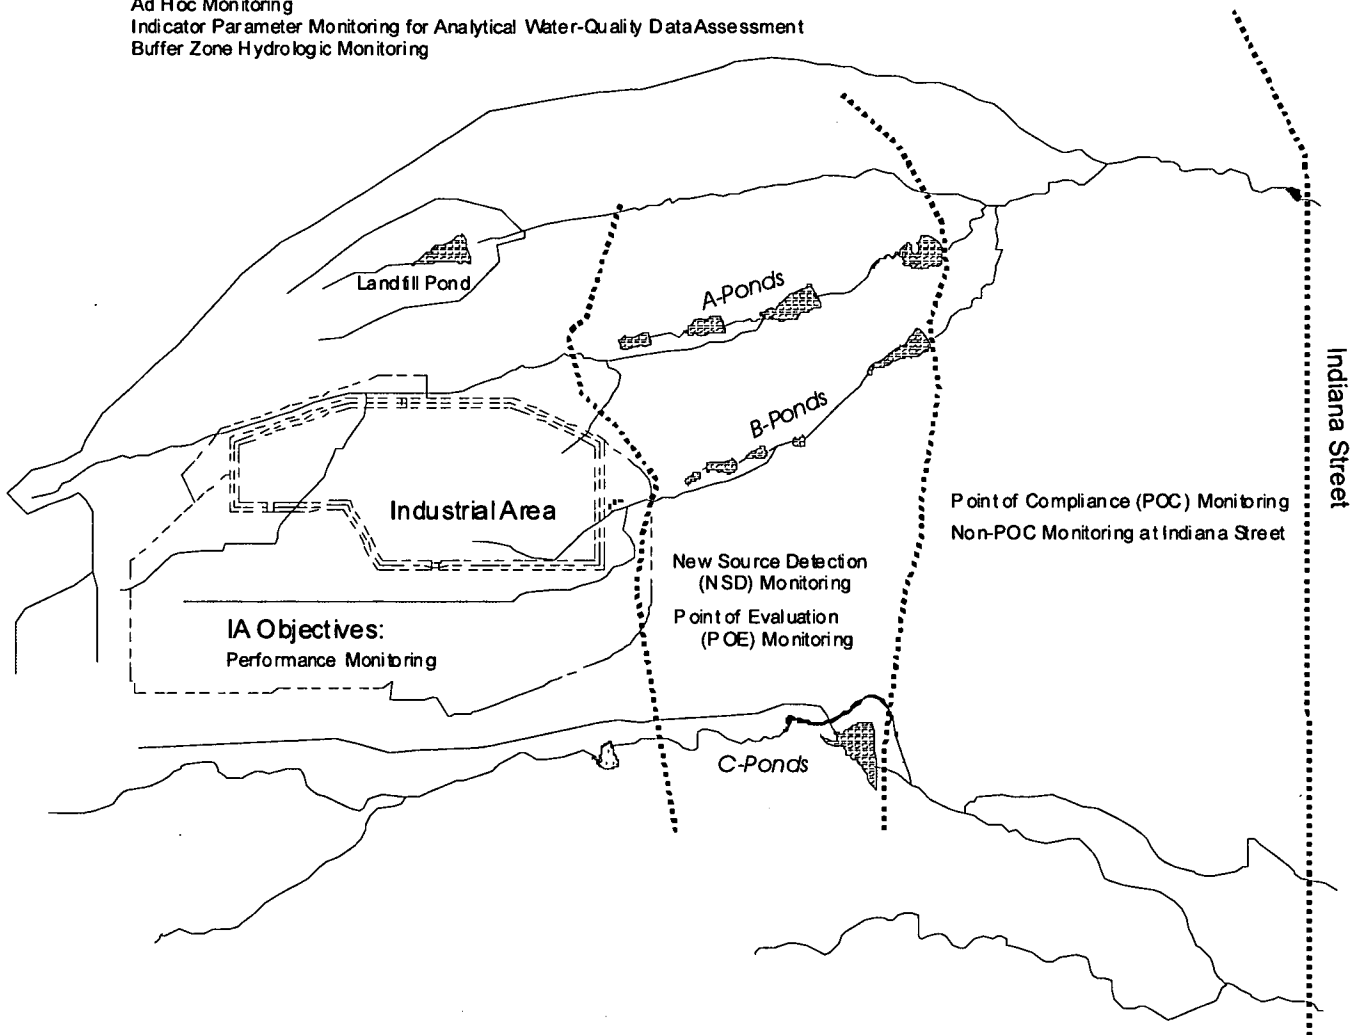 Ad Hoc Monitoring
Indicator Parameter Monitoring for Analytical Water-Quality Data Assessment
Buffer Zone Hydrologic Monitoring
Landfill Pond
A-Ponds
B-Ponds
Indiana Street
Industrial Area
Point of Compliance (POC) Monitoring
Non-POC Monitoring at Indiana Street
New Source Detection
(NSD) Monitoring
Point of Evaluation
(POE) Monitoring
IA Objectives:
Performance Monitoring
C-Ponds